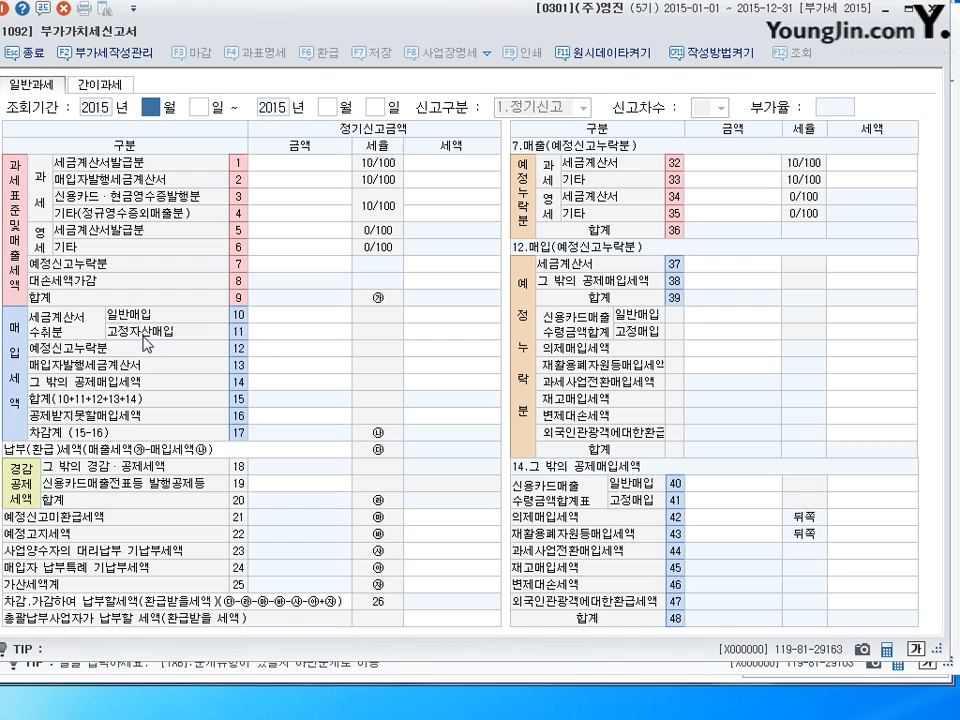 [0301](주)영진 (5기) 2015-01-01 ~ 2015-12-31 [부가세 2015]
1092] 부가가치세신고서
YoungJin.com Y.
Esc 종료 F2 부가세작성관리 F3 마감 F4 과표명세 F6 환급 F7 저장 F8 사업장명세 F9 인쇄 F11 원시데이타켜기 CF11 작성방법켜기 F12 조회
일반과세 간이과세
조회기간 : 2015 년 월 일 ~ 2015 년 월 일 신고구분 : 1.정기신고 신고차수 : 부가율 :
정기신고금액
구분 금액 세율 세액
과세표준및매출세액
과세
세금계산서발급분 1 10/100
매입자발행세금계산서 2 10/100
신용카드·현금영수증발행분 3
기타(정규영수증외매출분) 4 10/100
영세
세금계산서발급분 5 0/100
기타 6 0/100
예정신고누락분 7
대손세액가감 8
합계 9 ㉮
매입세액
세금계산서 수취분
일반매입 10
고정자산매입 11
예정신고누락분 12
매입자발행세금계산서 13
그 밖의 공제매입세액 14
합계(10+11+12+13+14) 15
공제받지못할매입세액 16
차감계 (15-16) 17 ㉯
납부(환급)세액(매출세액㉮-매입세액㉯) ㉰
경감공제세액
그 밖의 경감·공제세액 18
신용카드매출전표등 발행공제등 19
합계 20 ㉱
예정신고미환급세액 21 ㉲
예정고지세액 22 ㉳
사업양수자의 대리납부 기납부세액 23 ㉴
매입자 납부특례 기납부세액 24 ㉵
가산세액계 25 ㉶
차감.가감하여 납부할세액(환급받을세액)(㉰-㉱-㉲-㉳-㉴-㉵+㉶) 26
총괄납부사업자가 납부할 세액(환급받을 세액)
구분 금액 세율 세액
7.매출(예정신고누락분)
예정누락분
과세
세금계산서 32 10/100
기타 33 10/100
영세
세금계산서 34 0/100
기타 35 0/100
합계 36
12.매입(예정신고누락분)
예정누락분
세금계산서 37
그 밖의 공제매입세액 38
합계 39
신용카드매출 수령금액합계
일반매입
고정매입
의제매입세액
재활용폐자원등매입세액
과세사업전환매입세액
재고매입세액
변제대손세액
외국인관광객에대한환급
합계
14.그 밖의 공제매입세액
신용카드매출 수령금액합계표
일반매입 40
고정매입 41
의제매입세액 42 뒤쪽
재활용폐자원등매입세액 43 뒤쪽
과세사업전환매입세액 44
재고매입세액 45
변제대손세액 46
외국인관광객에대한환급세액 47
합계 48
TIP : [X000000] 119-81-29163 가
[X000000] 119-81-29163